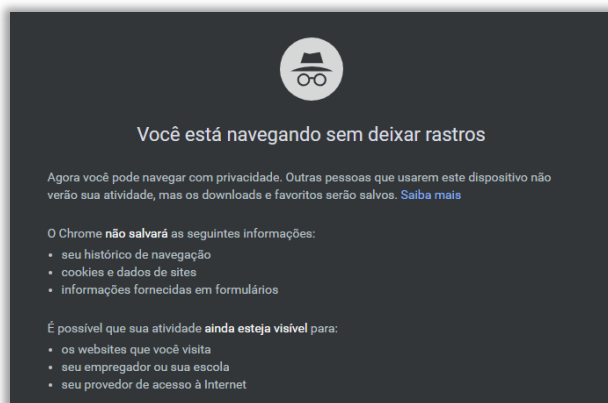 Você está navegando sem deixar rastros
Agora você pode navegar com privacidade. Outras pessoas que usarem este dispositivo não
verão sua atividade, mas os downloads e favoritos serão salvos. Saiba mais
O Chrome não salvará as seguintes informações:
• seu histórico de navegação
• cookies e dados de sites
• informações fornecidas em formulários
É possível que sua atividade ainda esteja visível para:
• os websites que você visita
• seu empregador ou sua escola
• seu provedor de acesso à Internet